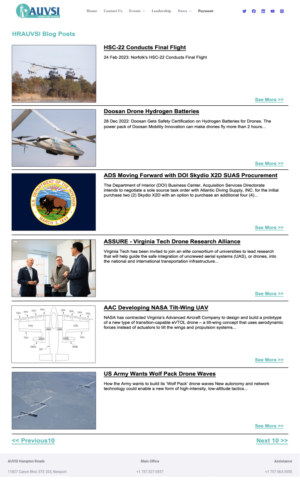 AUVSI
Home Contact Us Events Leadership News Payment
HRAUVSI Blog Posts
HSC-22 Conducts Final Flight
24 Feb 2023: Norfolk's HSC-22 Conducts Final Flight
See More >>
Doosan Drone Hydrogen Batteries
28 Dec 2022: Doosan Gets Safety Certification on Hydrogen Batteries for Drones. The
power pack of Doosan Mobility Innovation can make drones fly more than 2 hours...
See More >>
ADS Moving Forward with DOI Skydio X2D SUAS Procurement
The Department of Interior (DOI) Business Center, Acquisition Services Directorate
intends to negotiate a sole source task order with Atlantic Diving Supply, INC. for the initial
purchase two (2) Skydio X2D with an option to purchase an additional four (4)...
See More >>
ASSURE - Virginia Tech Drone Research Alliance
Virginia Tech has been invited to join an elite consortium of universities to lead research
that will help guide the safe integration of uncrewed aerial systems (UAS), or drones, into
the national and international transportation infrastructure...
See More >>
AAC Developing NASA Tilt-Wing UAV
NASA has contracted Virginia's Advanced Company to design and build a prototype
of a new type of transition-capable eVTOL drone – a tilt-wing concept that uses aerodynamic
forces instead of actuators to tilt the wings and propulsion systems...
See More >>
US Army Wants Wolf Pack Drone Waves
How the Army wants to build its 'Wolf Pack' drone waves New autonomy and network
technology could enable a new form of high-intensity, low-altitude tactics...
See More >>
<< Previous10 Next 10 >>
AUVSI Hampton Roads Main Office Assistance